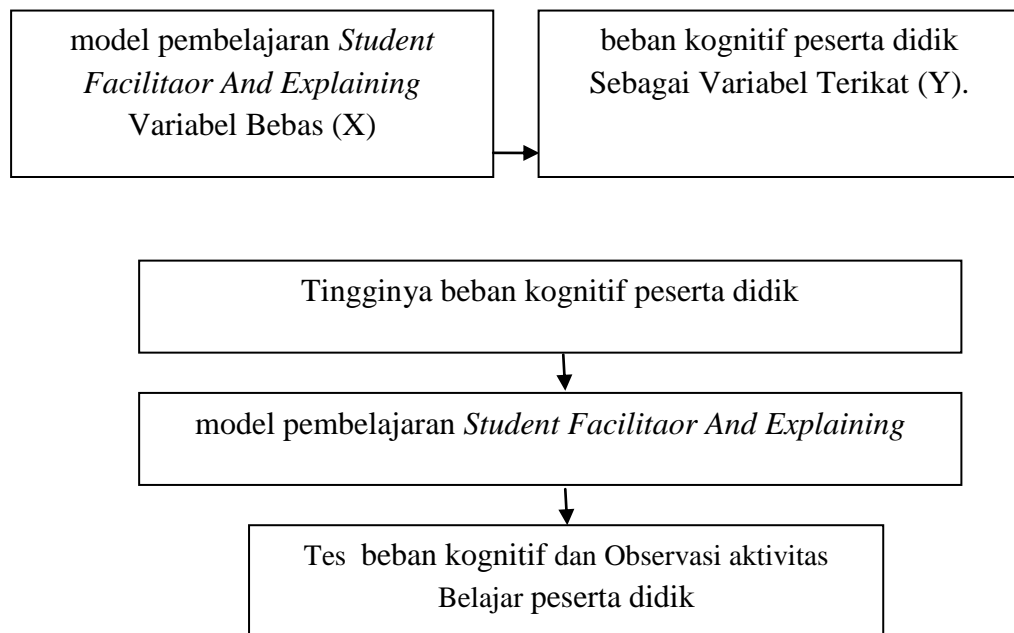 model pembelajaran Student
Facilitaor And Explaining
Variabel Bebas (X)
beban kognitif peserta didik
Sebagai Variabel Terikat (Y).
Tingginya beban kognitif peserta didik
model pembelajaran Student Facilitaor And Explaining
Tes beban kognitif dan Observasi aktivitas
Belajar peserta didik